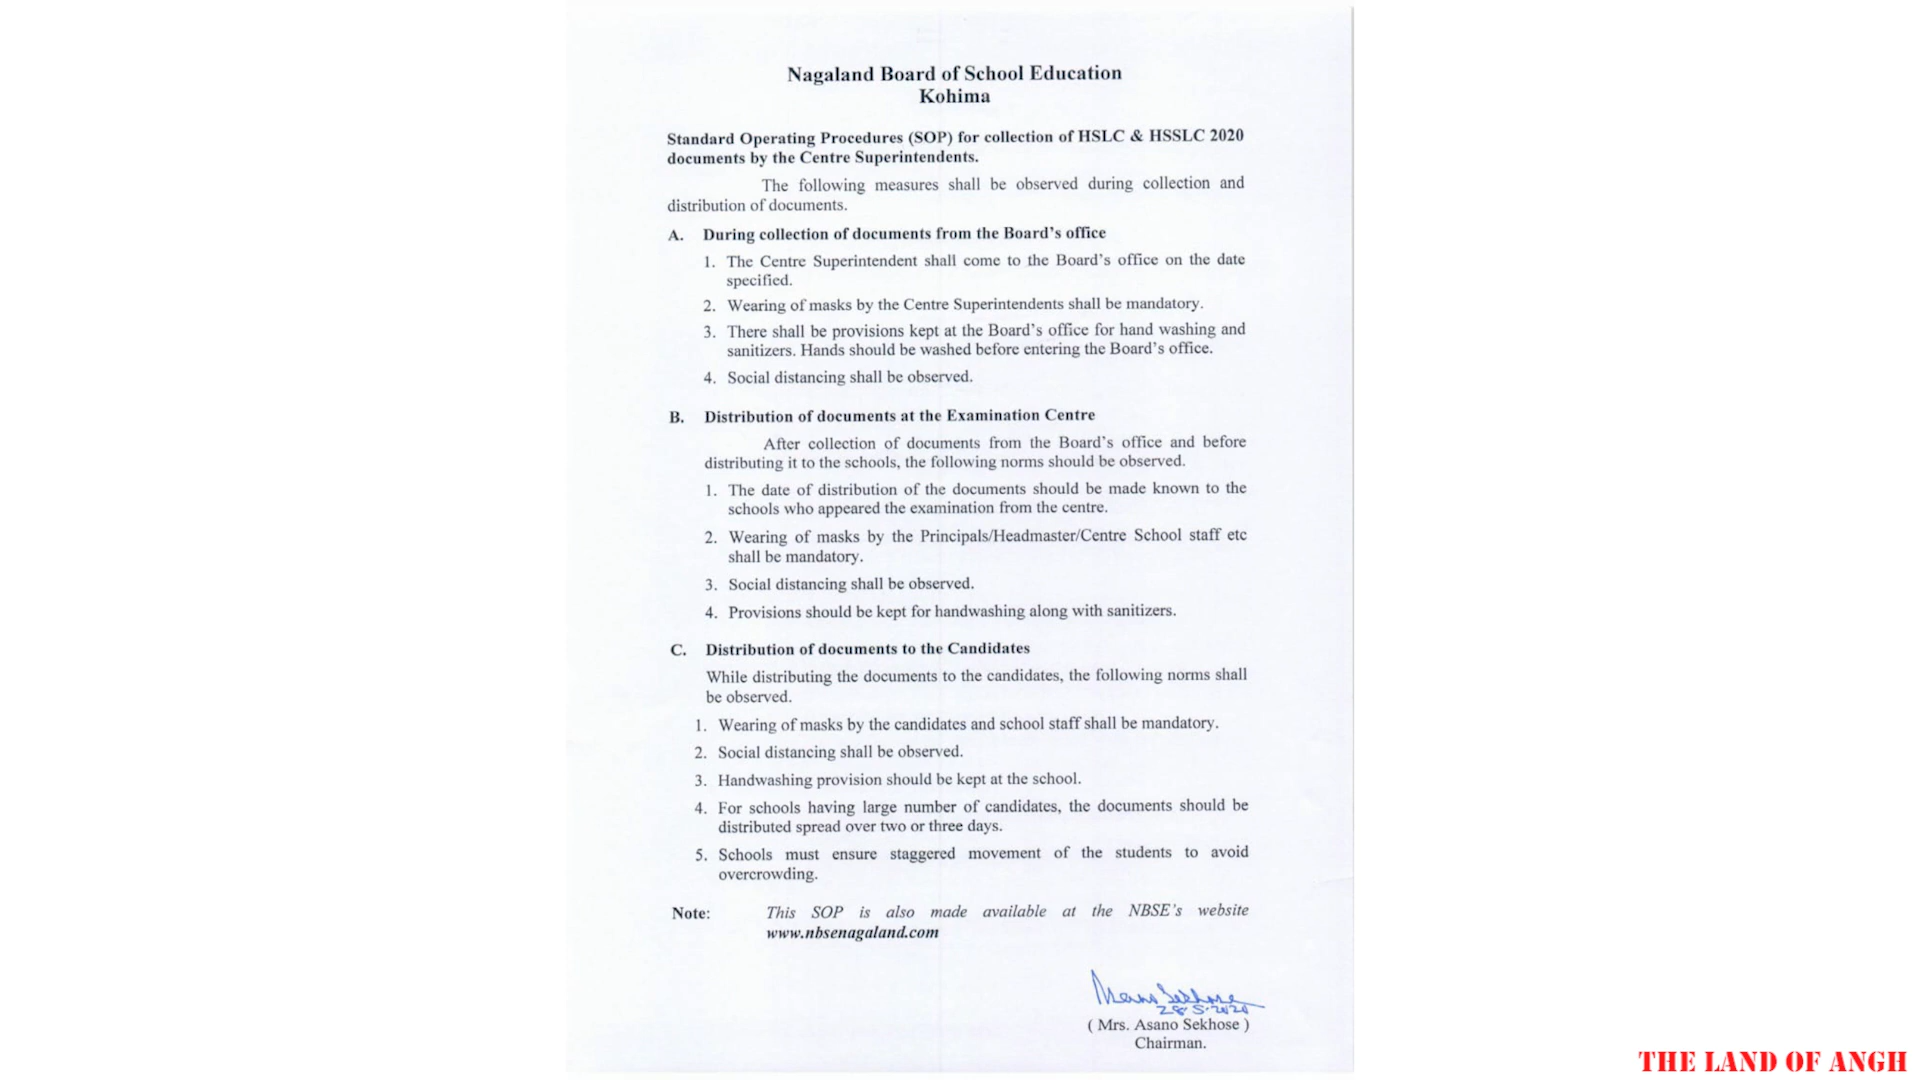 Nagaland Board of School Education
Kohima
Standard Operating Procedures (SOP) for collection of HSLC & HSSLC 2020
documents by the Centre Superintendents.
The following measures shall be observed during collection and
distribution of documents.
A. During collection of documents from the Board's office
1. The Centre Superintendent shall come to the Board's office on the date
specified.
2. Wearing of masks by the Centre Superintendents shall be mandatory.
3. There shall be provisions kept at the Board's office for hand washing and
sanitizers. Hands should be washed before entering the Board's office.
4. Social distancing shall be observed.
B. Distribution of documents at the Examination Centre
After collection of documents from the Board's office and before
distributing it to the schools, the following norms should be observed.
1. The date of distribution of the documents should be made known to the
schools who appeared the examination from the centre.
2. Wearing of masks by the Principals/Headmaster/Centre School staff etc
shall be mandatory.
3. Social distancing shall be observed.
4. Provisions should be kept for handwashing along with sanitizers.
C. Distribution of documents to the Candidates
While distributing the documents to the candidates, the following norms shall
be observed.
1. Wearing of masks by the candidates and school staff shall be mandatory.
2. Social distancing shall be observed.
3. Handwashing provision should be kept at the school.
4. For schools having large number of candidates, the documents should be
distributed spread over two or three days.
5. Schools must ensure staggered movement of the students to avoid
overcrowding.
Note: This SOP is also made available at the NBSE's website
www.nbsenagaland.com
Asano Sekhose
28.5.2020
( Mrs. Asano Sekhose )
Chairman.
THE LAND OF ANGH